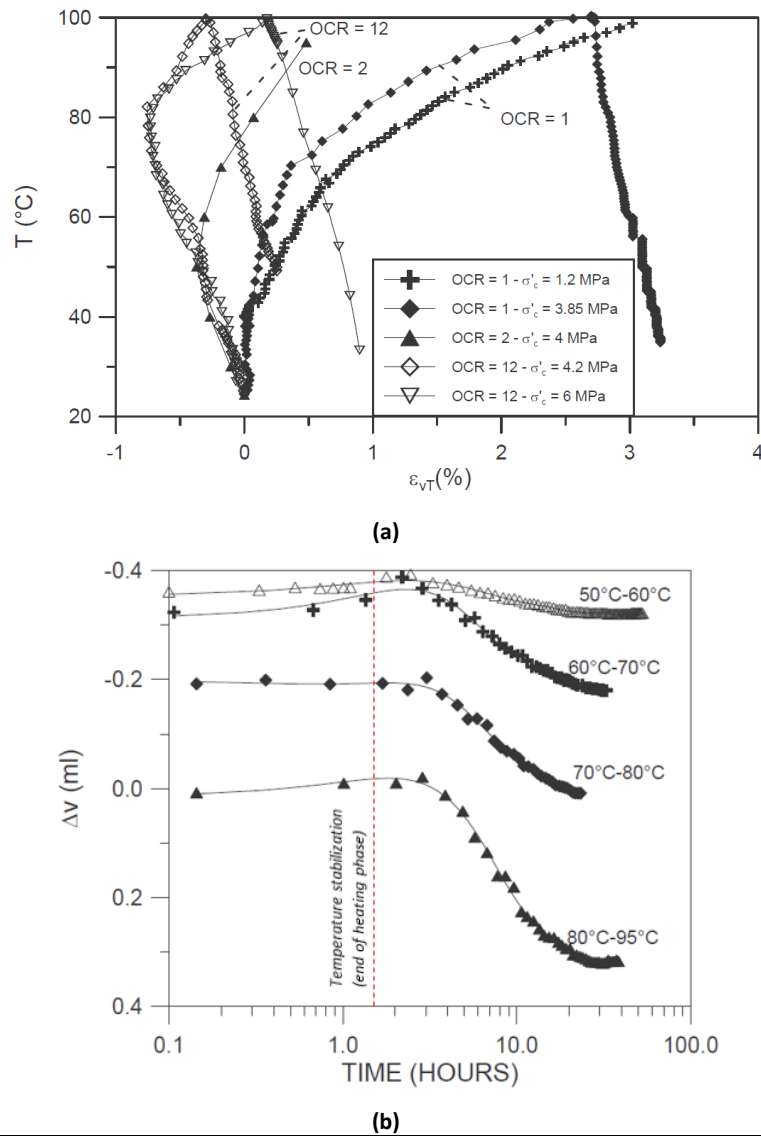 100
80
60
40
20
T (°C)
OCR = 12
OCR = 2
OCR = 1
OCR = 1 - σ'c = 1.2 MPa
OCR = 1 - σ'c = 3.85 MPa
OCR = 2 - σ'c = 4 MPa
OCR = 12 - σ'c = 4.2 MPa
OCR = 12 - σ'c = 6 MPa
-1 0 1 2 3 4
εvT(%)
(a)
-0.4
-0.2
0.0
0.2
0.4
Δv (ml)
50°C-60°C
60°C-70°C
70°C-80°C
80°C-95°C
Temperature stabilization
(end of heating phase)
0.1 1.0 10.0 100.0
TIME (HOURS)
(b)